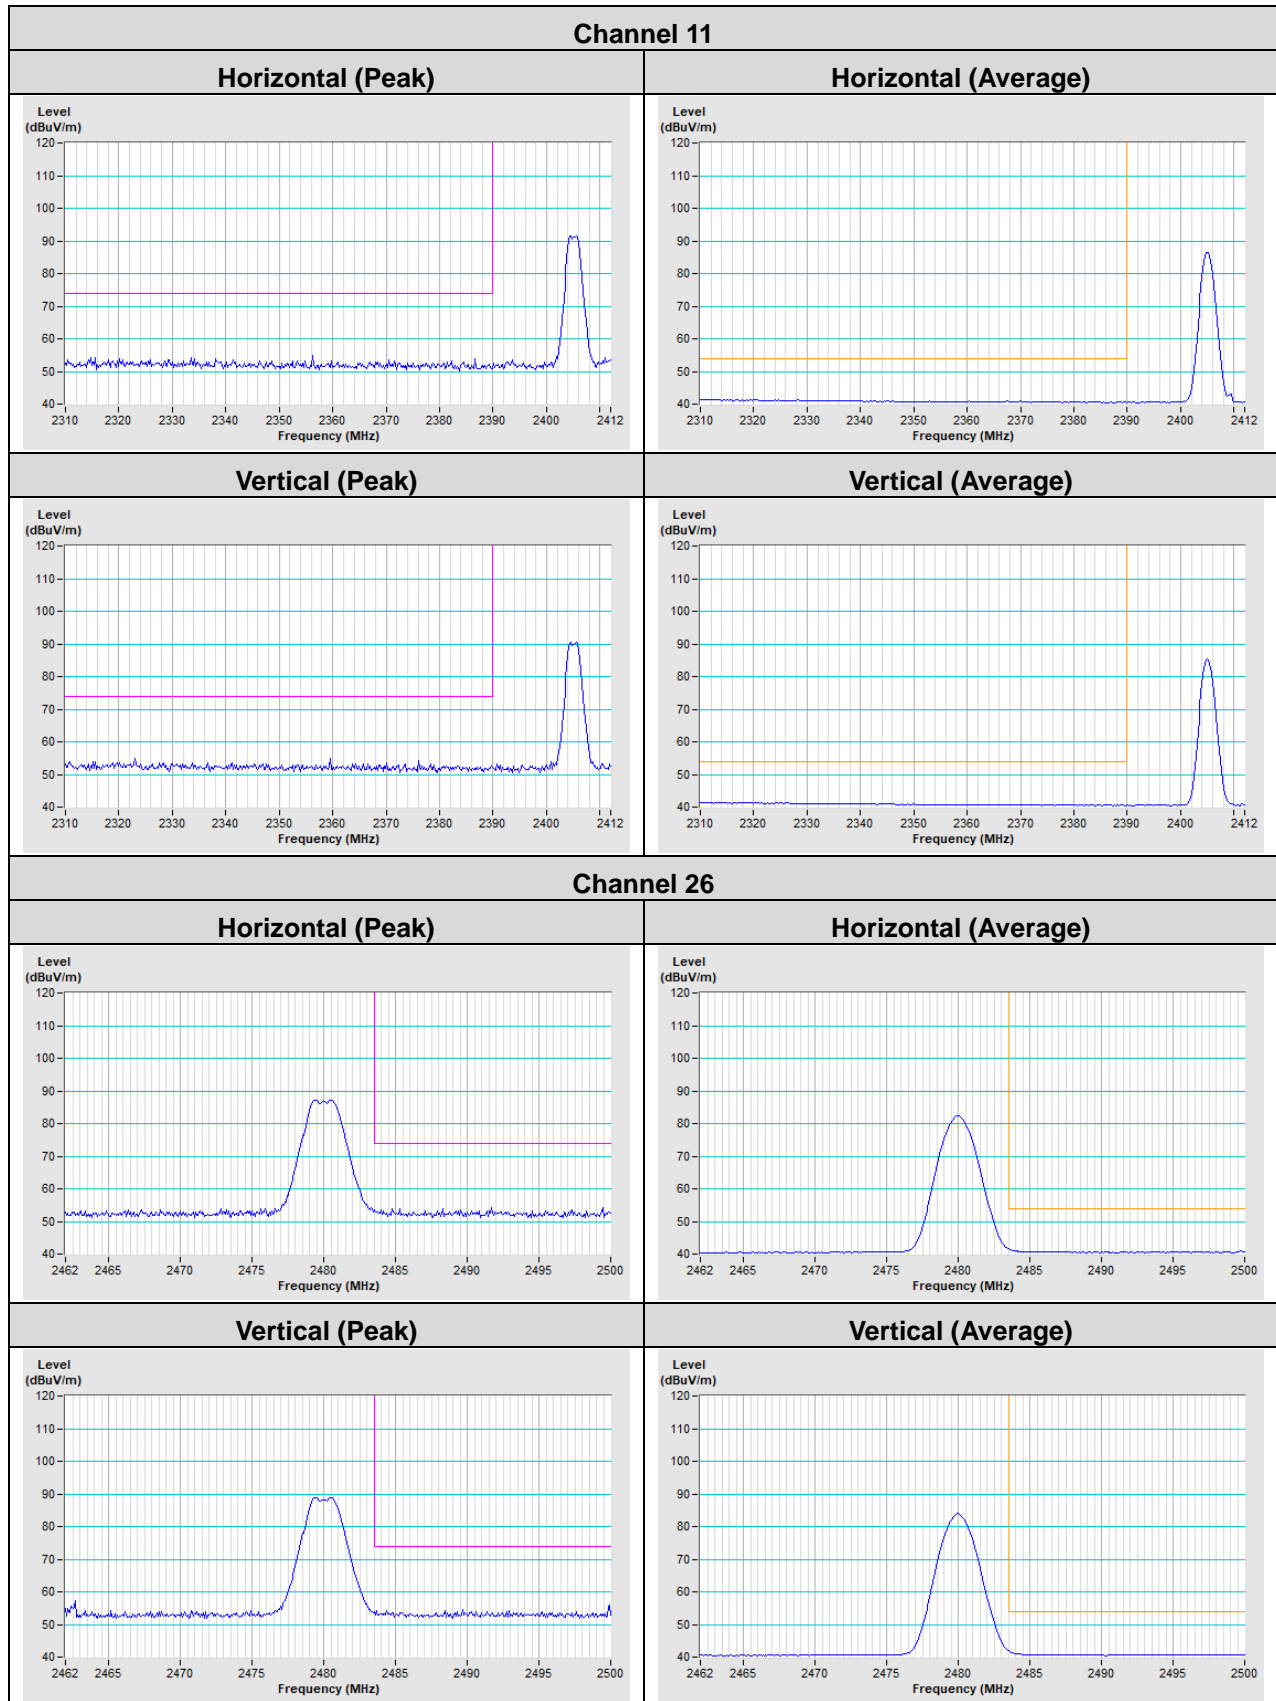 Channel 11
Horizontal (Peak) Horizontal (Average)
Level Level
(dBuV/m) (dBuV/m)
120 120
110 110
100 100
90 90
80 80
70 70
60 60
50 50
40 40
2310 2320 2330 2340 2350 2360 2370 2380 2390 2400 2412 2310 2320 2330 2340 2350 2360 2370 2380 2390 2400 2412
Frequency (MHz) Frequency (MHz)
Vertical (Peak) Vertical (Average)
Level Level
(dBuV/m) (dBuV/m)
120 120
110 110
100 100
90 90
80 80
70 70
60 60
50 50
40 40
2310 2320 2330 2340 2350 2360 2370 2380 2390 2400 2412 2310 2320 2330 2340 2350 2360 2370 2380 2390 2400 2412
Frequency (MHz) Frequency (MHz)
Channel 26
Horizontal (Peak) Horizontal (Average)
Level Level
(dBuV/m) (dBuV/m)
120 120
110 110
100 100
90 90
80 80
70 70
60 60
50 50
40 40
2462 2465 2470 2475 2480 2485 2490 2495 2500 2462 2465 2470 2475 2480 2485 2490 2495 2500
Frequency (MHz) Frequency (MHz)
Vertical (Peak) Vertical (Average)
Level Level
(dBuV/m) (dBuV/m)
120 120
110 110
100 100
90 90
80 80
70 70
60 60
50 50
40 40
2462 2465 2470 2475 2480 2485 2490 2495 2500 2462 2465 2470 2475 2480 2485 2490 2495 2500
Frequency (MHz) Frequency (MHz)